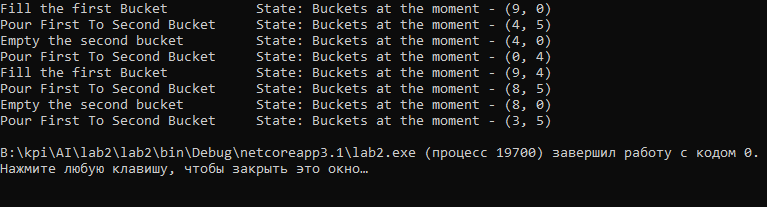 Fill the first Bucket State: Buckets at the moment - (9, 0)
Pour First To Second Bucket State: Buckets at the moment - (4, 5)
Empty the second bucket State: Buckets at the moment - (4, 0)
Pour First To Second Bucket State: Buckets at the moment - (0, 4)
Fill the first Bucket State: Buckets at the moment - (9, 4)
Pour First To Second Bucket State: Buckets at the moment - (8, 5)
Empty the second bucket State: Buckets at the moment - (8, 0)
Pour First To Second Bucket State: Buckets at the moment - (3, 5)
B:\kpi\AI\lab2\lab2\bin\Debug\netcoreapp3.1\lab2.exe (процесс 19700) завершил работу с кодом 0.
Нажмите любую клавишу, чтобы закрыть это окно…